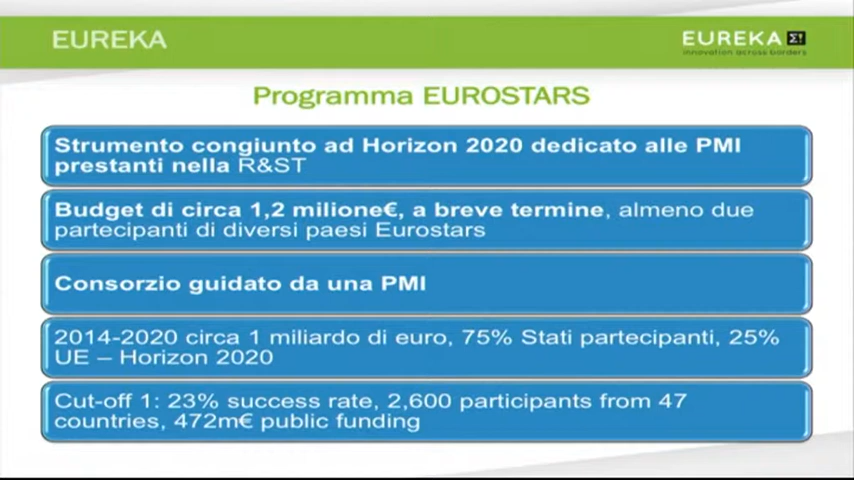 EUREKA
EUREKA Σ!
innovation across borders
Programma EUROSTARS
Strumento congiunto ad Horizon 2020 dedicato alle PMI
prestanti nella R&ST
Budget di circa 1,2 milione€, a breve termine, almeno due
partecipanti di diversi paesi Eurostars
Consorzio guidato da una PMI
2014-2020 circa 1 miliardo di euro, 75% Stati partecipanti, 25%
UE – Horizon 2020
Cut-off 1: 23% success rate, 2,600 participants from 47
countries, 472m€ public funding